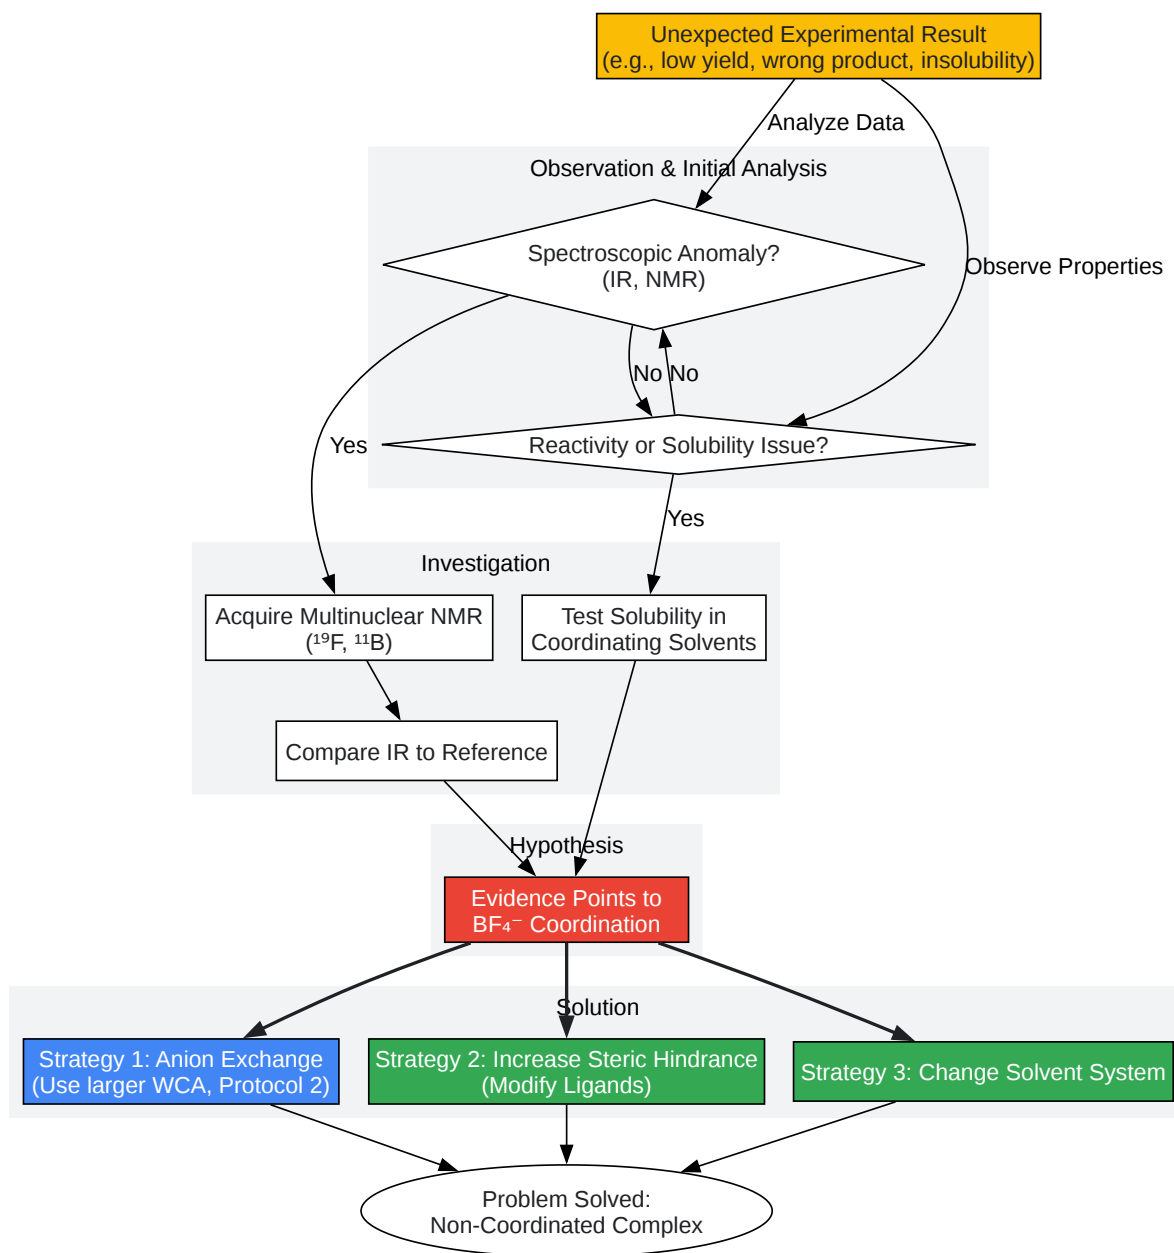 Unexpected Experimental Result
(e.g., low yield, wrong product, insolubility)
Analyze Data
Observation & Initial Analysis
Spectroscopic Anomaly?
(IR, NMR)
Observe Properties
No
No
Reactivity or Solubility Issue?
Yes
Yes
Investigation
Acquire Multinuclear NMR
(¹⁹F, ¹¹B)
Test Solubility in
Coordinating Solvents
Compare IR to Reference
Hypothesis
Evidence Points to
BF₄⁻ Coordination
Solution
Strategy 1: Anion Exchange
(Use larger WCA, Protocol 2)
Strategy 2: Increase Steric Hindrance
(Modify Ligands)
Strategy 3: Change Solvent System
Problem Solved:
Non-Coordinated Complex